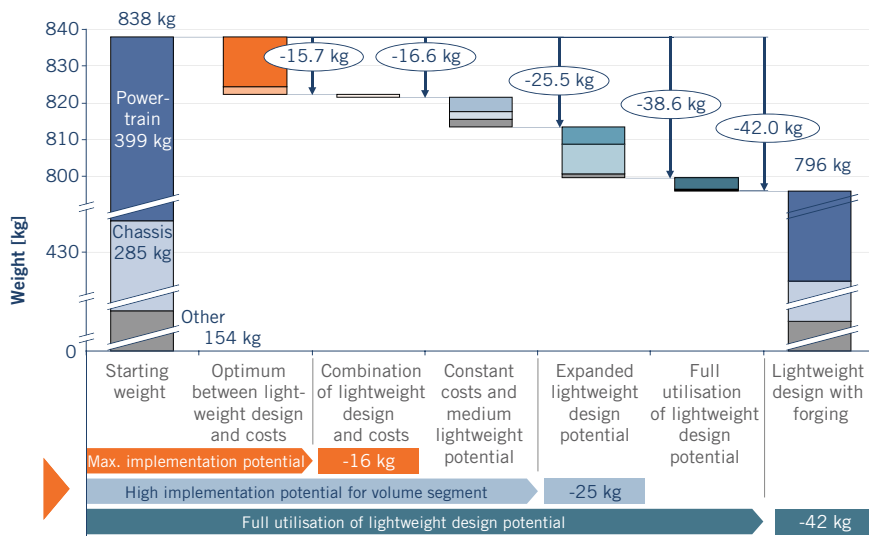 838 kg
840
830
820
810
800
430
0
Weight [kg]
Power-
train
399 kg
Chassis
285 kg
Other
154 kg
-15.7 kg
-16.6 kg
-25.5 kg
-38.6 kg
-42.0 kg
796 kg
Starting
weight
Optimum
between light-
weight design
and costs
Combination
of lightweight
design
and costs
Constant
costs and
medium
lightweight
potential
Expanded
lightweight
design
potential
Full
utilisation
of lightweight
design
potential
Lightweight
design with
forging
Max. implementation potential
-16 kg
High implementation potential for volume segment
-25 kg
Full utilisation of lightweight design potential
-42 kg